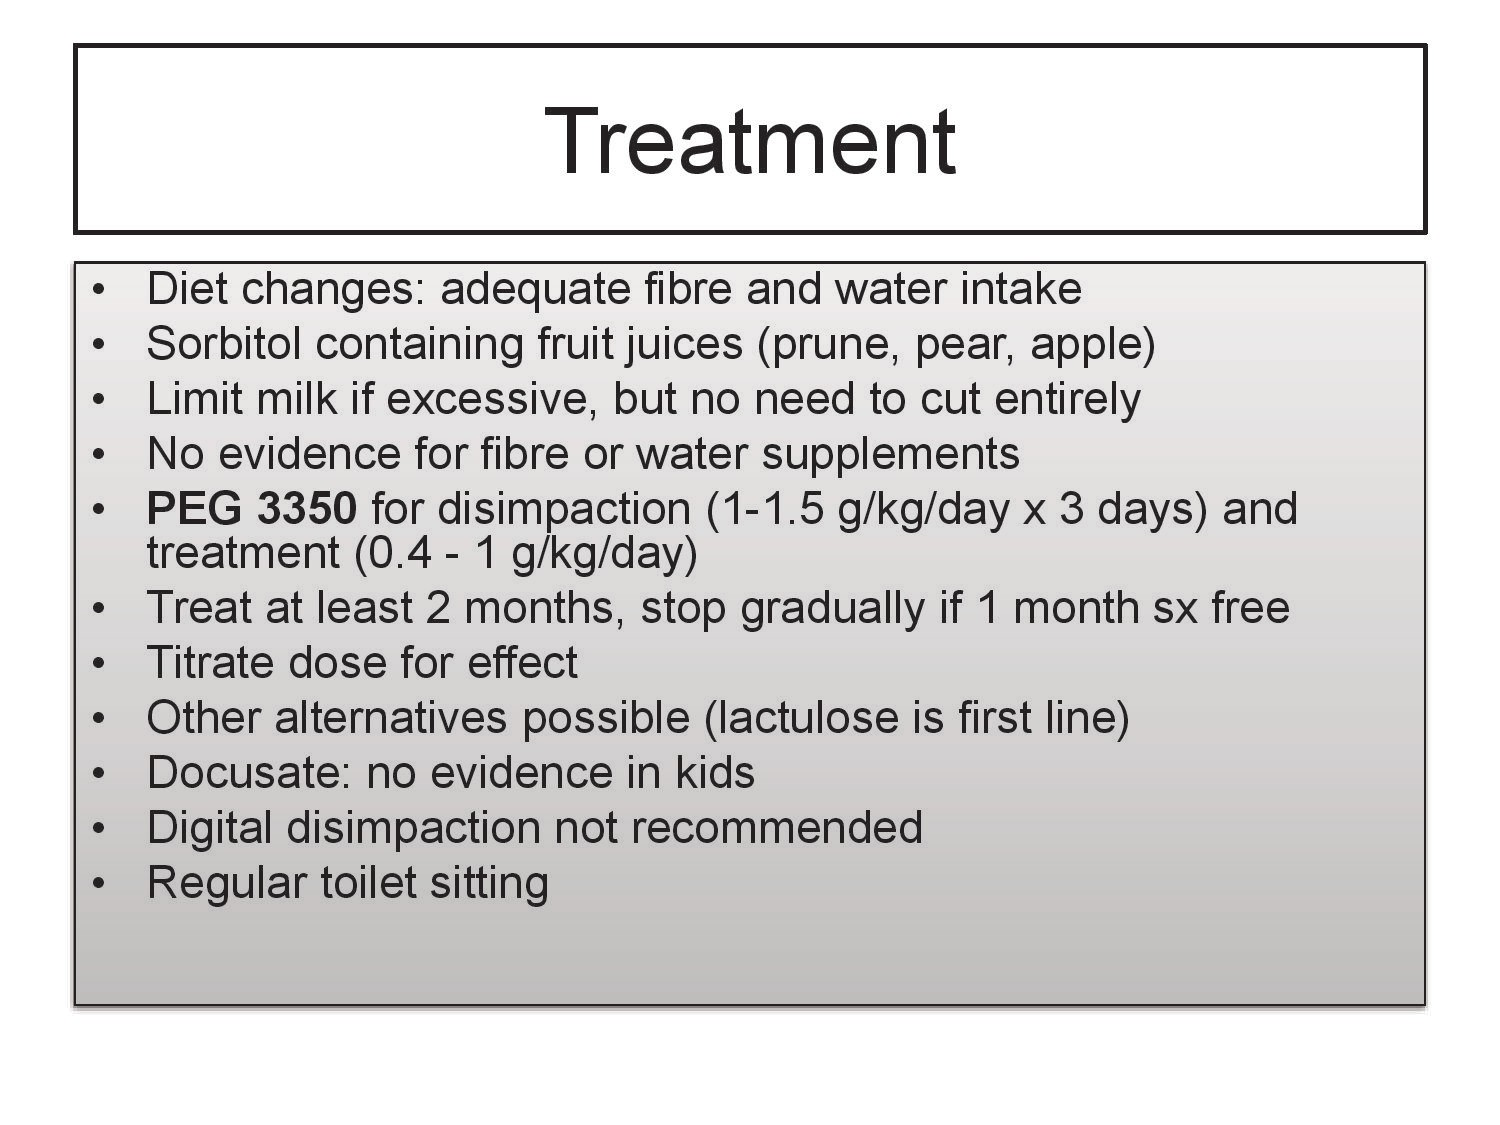 Treatment
• Diet changes: adequate fibre and water intake
• Sorbitol containing fruit juices (prune, pear, apple)
• Limit milk if excessive, but no need to cut entirely
• No evidence for fibre or water supplements
• PEG 3350 for disimpaction (1-1.5 g/kg/day x 3 days) and
treatment (0.4 - 1 g/kg/day)
• Treat at least 2 months, stop gradually if 1 month sx free
• Titrate dose for effect
• Other alternatives possible (lactulose is first line)
• Docusate: no evidence in kids
• Digital disimpaction not recommended
• Regular toilet sitting